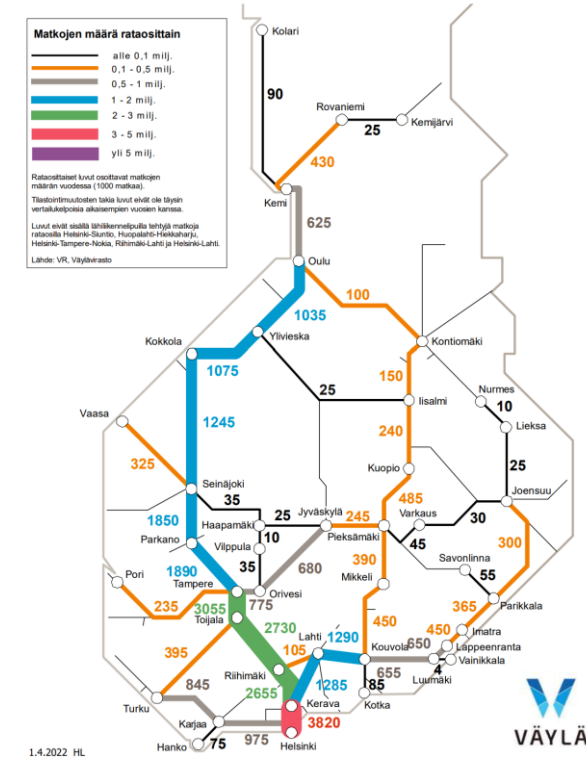 Matkojen määrä rataosittain
alle 0,1 milj.
0,1 - 0,5 milj.
0,5 - 1 milj.
1 - 2 milj.
2 - 3 milj.
3 - 5 milj.
yli 5 milj.
Rataosittaiset luvut osoittavat matkojen
määrän vuodessa (1000 matkaa).
Tilastointimuutosten takia luvut eivät ole täysin
vertailukelpoisia aikaisempien vuosien kanssa.
Luvut eivät sisällä lähiliikennelipuilla tehtyjä matkoja
rataosilla Helsinki-Siuntio, Huopalahti-Hiekkaharju,
Helsinki-Tampere-Nokia, Riihimäki-Lahti ja Helsinki-Lahti.
Lähde: VR, Väylävirasto
Kolari
90
Rovaniemi
25
Kemijärvi
430
Kemi
625
Oulu
100
1035
Ylivieska
Kokkola
Kontiomäki
1075
150
25
Iisalmi
Nurmes
10
Vaasa
1245
240
Lieksa
325
Kuopio
25
Seinäjoki
485
Joensuu
35
25
Jyväskylä
245
Varkaus
30
1850
Haapamäki
10
Pieksämäki
45
300
Parkano
Vilppula
680
390
Savonlinna
35
55
1890
Mikkeli
Pori
Tampere
Orivesi
365
Parikkala
235
3055
775
450
Toijala
2730
Lahti
1290
450
Imatra
395
105
Kouvola
650
Lappeenranta
Riihimäki
655
4
Vainikkala
845
2655
1285
85
Luumäki
Turku
Kerava
Kotka
Karjaa
3820
Hanko
75
975
Helsinki
VÄYLÄ
1.4.2022 HL